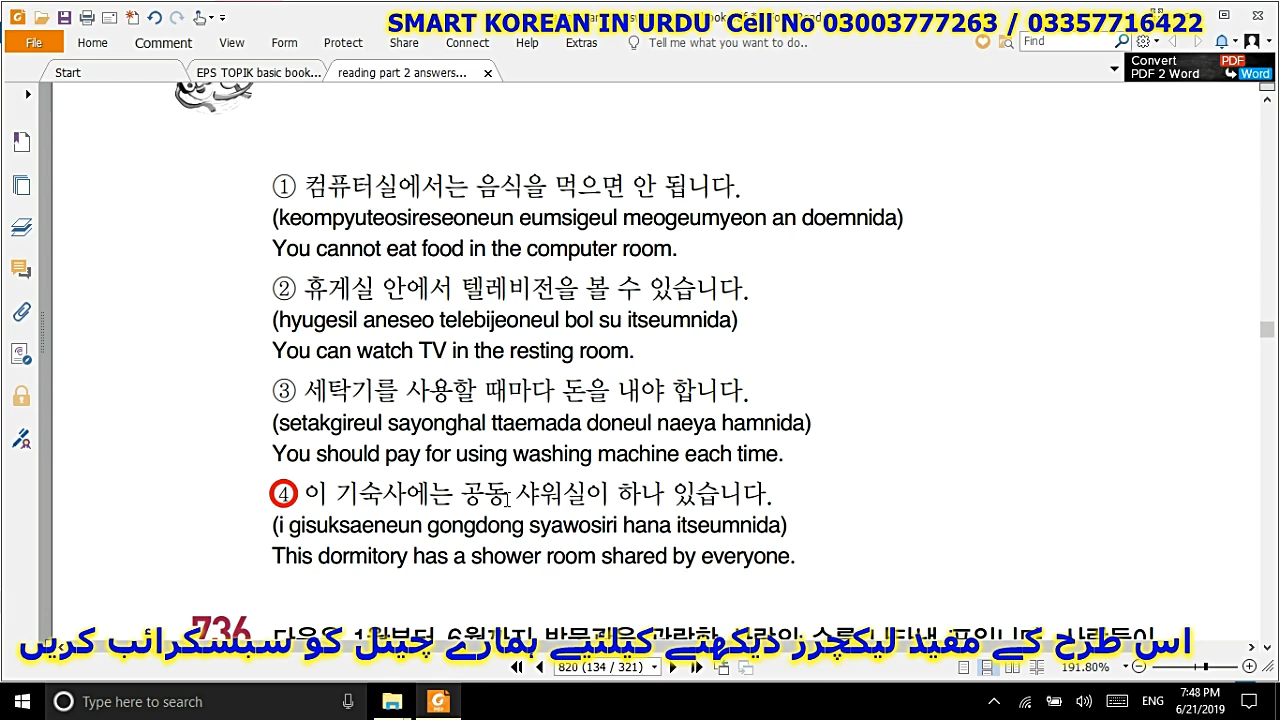 SMART KOREAN IN URDU Cell No 03003777263 / 03357716422
File Home Comment View Form Protect Share Connect Help Extras Tell me what you want to do.. Find
Start EPS TOPIK basic book... reading part 2 answers... Convert PDF 2 Word PDF Word
① 컴퓨터실에서는 음식을 먹으면 안 됩니다.
(keompyuteosireseoneun eumsigeul meogeumyeon an doemnida)
You cannot eat food in the computer room.
② 휴게실 안에서 텔레비전을 볼 수 있습니다.
(hyugesil aneseo telebijeoneul bol su itseumnida)
You can watch TV in the resting room.
③ 세탁기를 사용할 때마다 돈을 내야 합니다.
(setakgireul sayonghal ttaemada doneul naeya hamnida)
You should pay for using washing machine each time.
④ 이 기숙사에는 공동 샤워실이 하나 있습니다.
(i gisuksaeneun gongdong syawosiri hana itseumnida)
This dormitory has a shower room shared by everyone.
736
اس طرح کے مفید لیکچرز دیکھنے کیلئیے ہمارے چینل کو سبسکرائب کریں
820 (134 / 321) 191.80%
Type here to search ENG 7:48 PM
6/21/2019